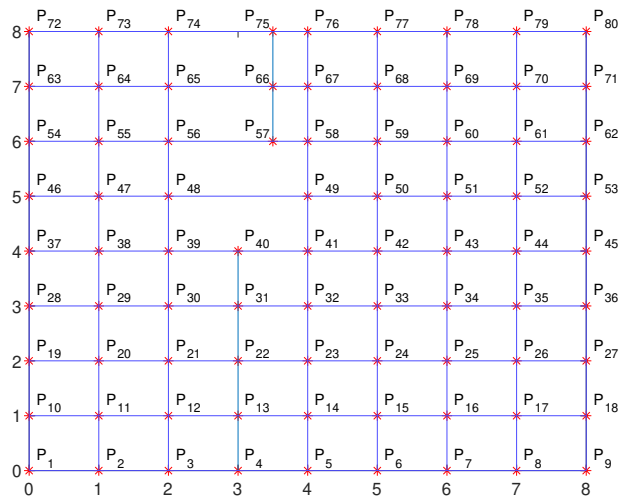 8 P72 P73 P74 P75 P76 P77 P78 P79 P80
7 P63 P64 P65 P66 P67 P68 P69 P70 P71
6 P54 P55 P56 P57 P58 P59 P60 P61 P62
5 P46 P47 P48 P49 P50 P51 P52 P53
4 P37 P38 P39 P40 P41 P42 P43 P44 P45
3 P28 P29 P30 P31 P32 P33 P34 P35 P36
2 P19 P20 P21 P22 P23 P24 P25 P26 P27
1 P10 P11 P12 P13 P14 P15 P16 P17 P18
0 P1 P2 P3 P4 P5 P6 P7 P8 P9
0 1 2 3 4 5 6 7 8